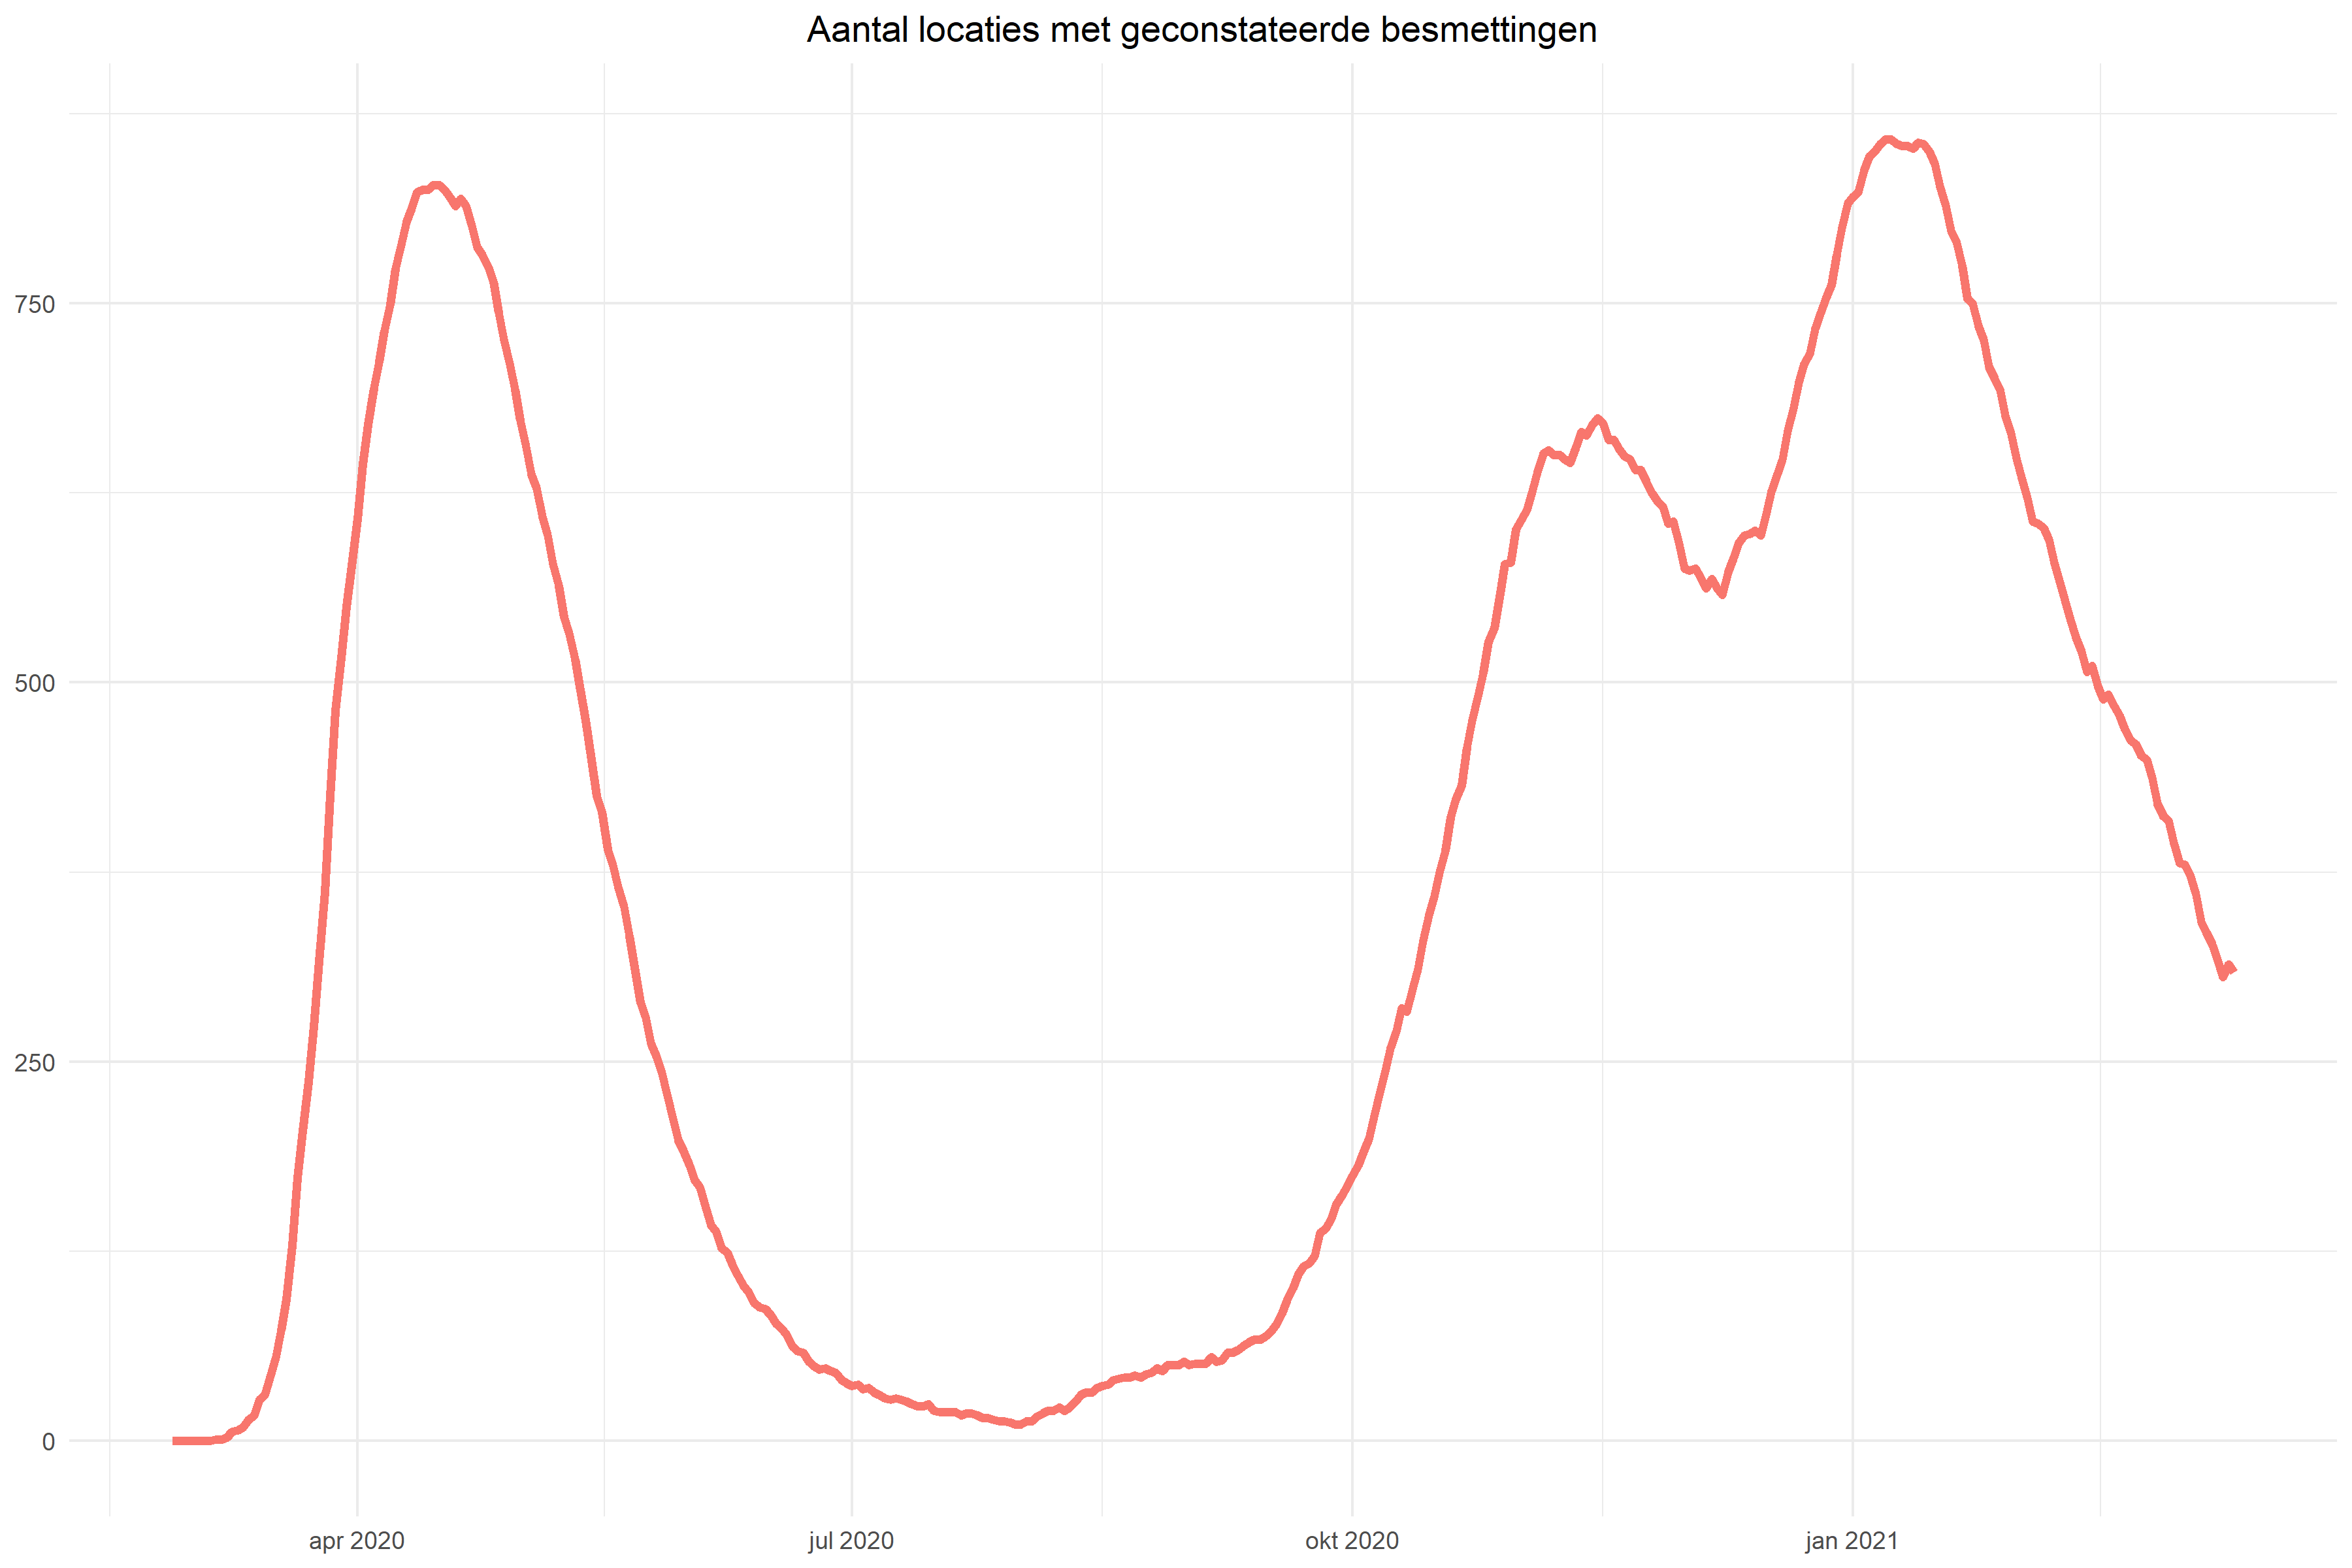 Aantal locaties met geconstateerde besmettingen
750
500
250
0
apr 2020
jul 2020
okt 2020
jan 2021